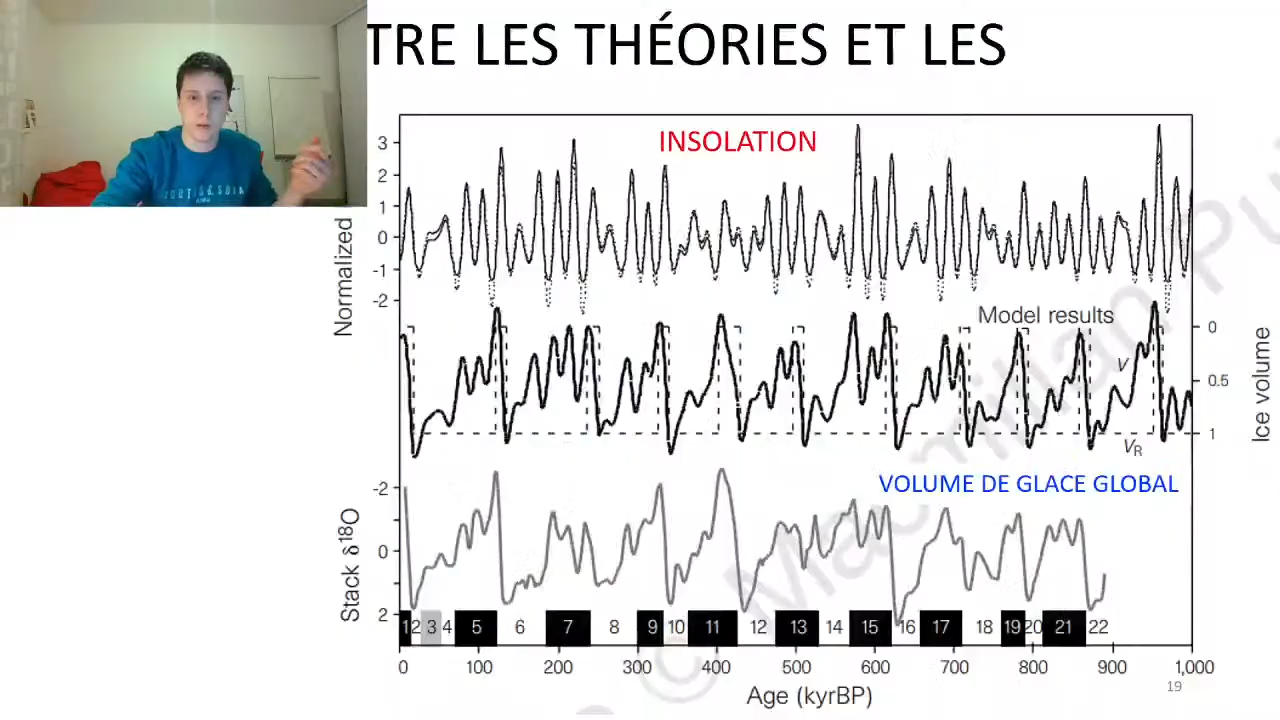 TRE LES THÉORIES ET LES
INSOLATION
3
2
1
0
-1
-2
Normalized
Model results
V
V_R
0
0.5
1
Ice volume
VOLUME DE GLACE GLOBAL
-2
0
2
Stack δ¹⁸O
1 2 3 4 5 6 7 8 9 10 11 12 13 14 15 16 17 18 19 20 21 22
0 100 200 300 400 500 600 700 800 900 1,000
Age (kyrBP)
19
© Macmillan Pu